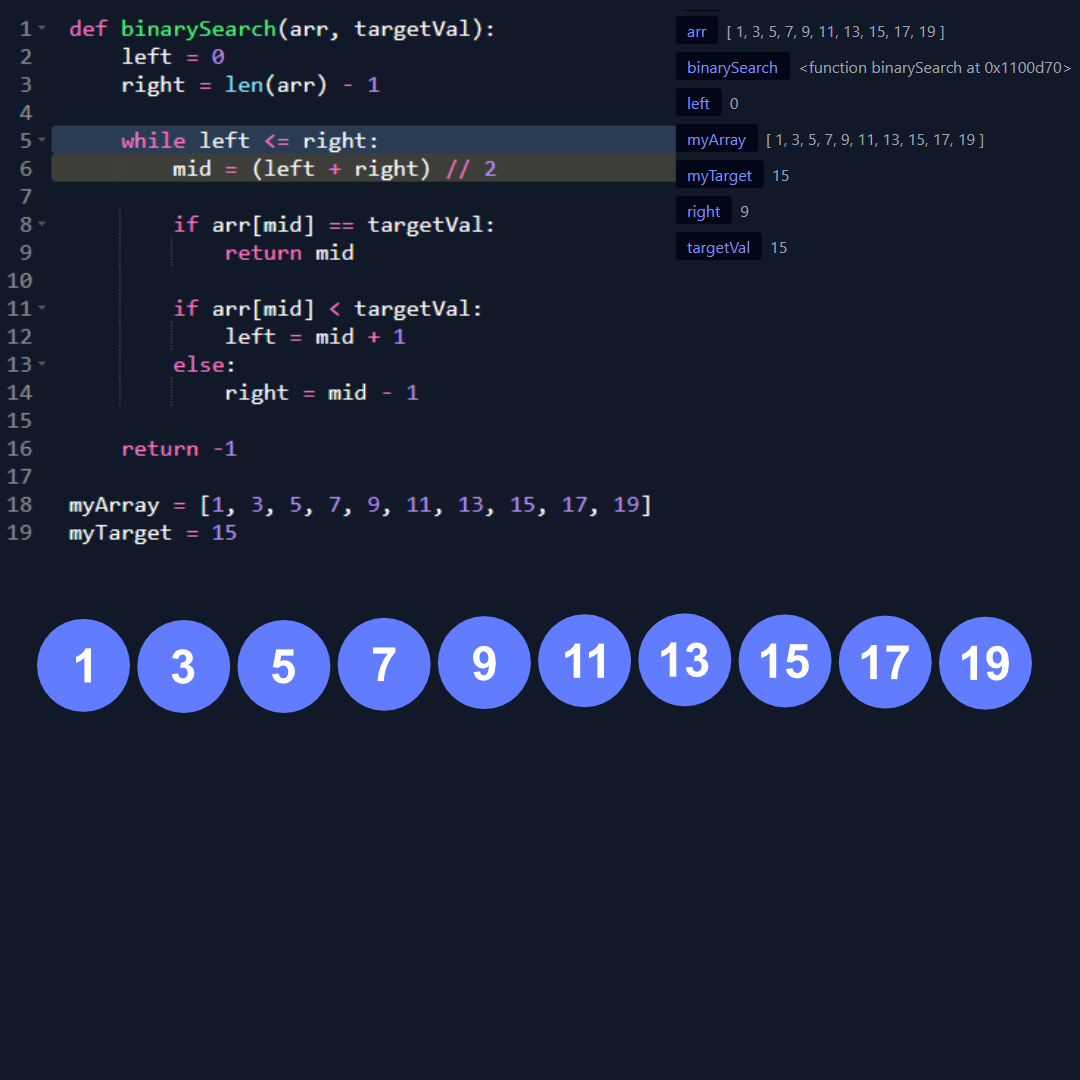 1 def binarySearch(arr, targetVal):
2 left = 0
3 right = len(arr) - 1
4
5 while left <= right:
6 mid = (left + right) // 2
7
8 if arr[mid] == targetVal:
9 return mid
10
11 if arr[mid] < targetVal:
12 left = mid + 1
13 else:
14 right = mid - 1
15
16 return -1
17
18 myArray = [1, 3, 5, 7, 9, 11, 13, 15, 17, 19]
19 myTarget = 15
arr [ 1, 3, 5, 7, 9, 11, 13, 15, 17, 19 ]
binarySearch <function binarySearch at 0x1100d70>
left 0
myArray [ 1, 3, 5, 7, 9, 11, 13, 15, 17, 19 ]
myTarget 15
right 9
targetVal 15
1 3 5 7 9 11 13 15 17 19